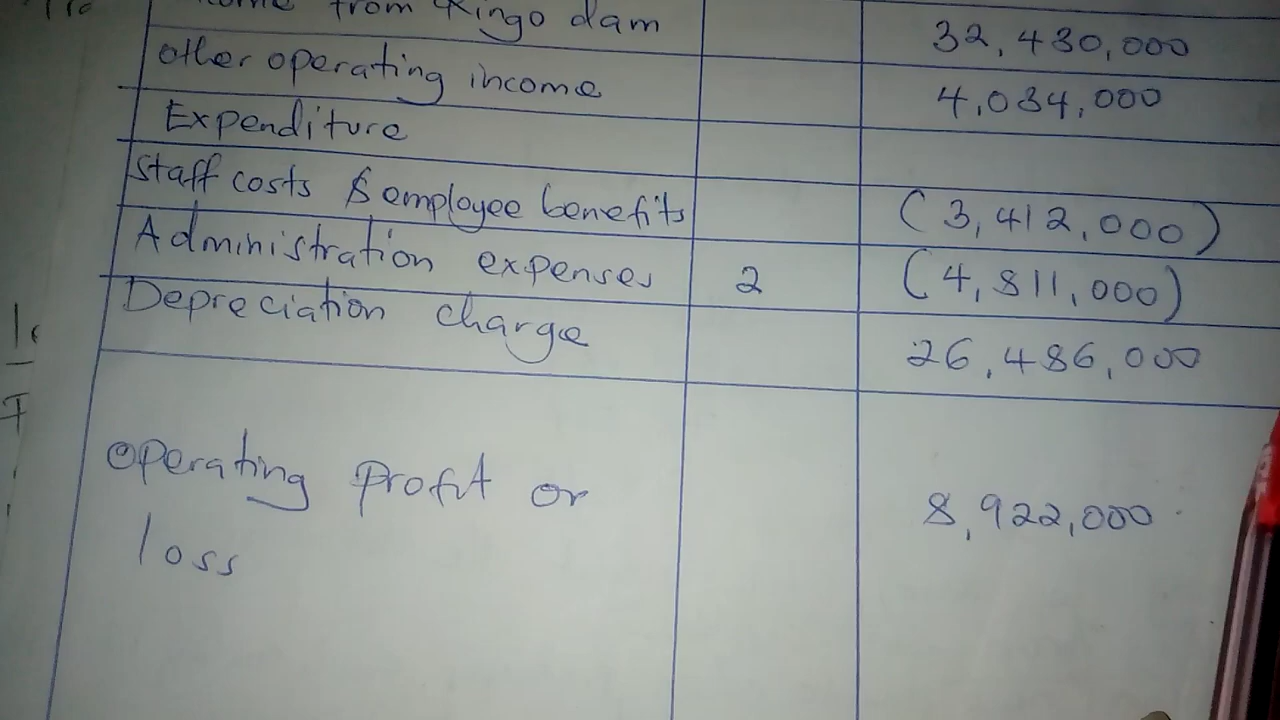 from Kingo dam 32,430,000
other operating income 4,034,000
Expenditure
Staff costs & employee benefits (3,412,000)
Administration expenses 2 (4,811,000)
Depreciation charge 26,486,000
Operating profit or 8,922,000
loss